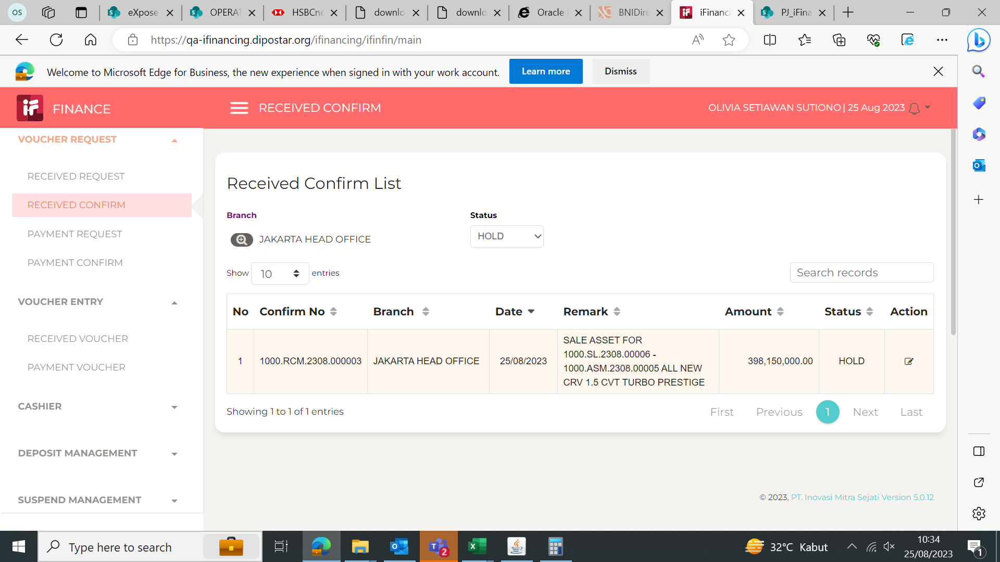 OS
eXpose
OPERAT
HSBCne
downlo
downlo
Oracle
BNIDire
iFinanci
PJ_iFina
https://qa-ifinancing.dipostar.org/ifinancing/ifinfin/main
Welcome to Microsoft Edge for Business, the new experience when signed in with your work account.
Learn more
Dismiss
iF
FINANCE
RECEIVED CONFIRM
OLIVIA SETIAWAN SUTIONO | 25 Aug 2023
VOUCHER REQUEST
RECEIVED REQUEST
RECEIVED CONFIRM
PAYMENT REQUEST
PAYMENT CONFIRM
VOUCHER ENTRY
RECEIVED VOUCHER
PAYMENT VOUCHER
CASHIER
DEPOSIT MANAGEMENT
SUSPEND MANAGEMENT
Received Confirm List
Branch
Status
JAKARTA HEAD OFFICE
HOLD
Show 10 entries
Search records
No Confirm No Branch Date Remark Amount Status Action
1 1000.RCM.2308.000003 JAKARTA HEAD OFFICE 25/08/2023
SALE ASSET FOR
1000.SL.2308.00006 -
1000.ASM.2308.00005 ALL NEW
CRV 1.5 CVT TURBO PRESTIGE
398,150,000.00 HOLD
Showing 1 to 1 of 1 entries
First Previous 1 Next Last
© 2023, PT. Inovasi Mitra Sejati Version 5.0.12
Type here to search
2
32°C Kabut
10:34
25/08/2023
1